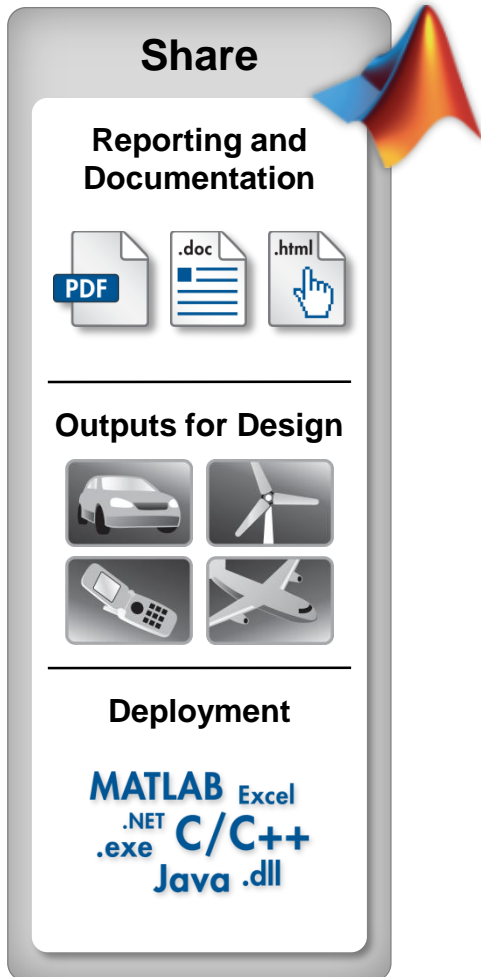 Share
Reporting and
Documentation
PDF
.doc
.html
Outputs for Design
Deployment
MATLAB Excel
.NET C/C++
.exe
Java .dll